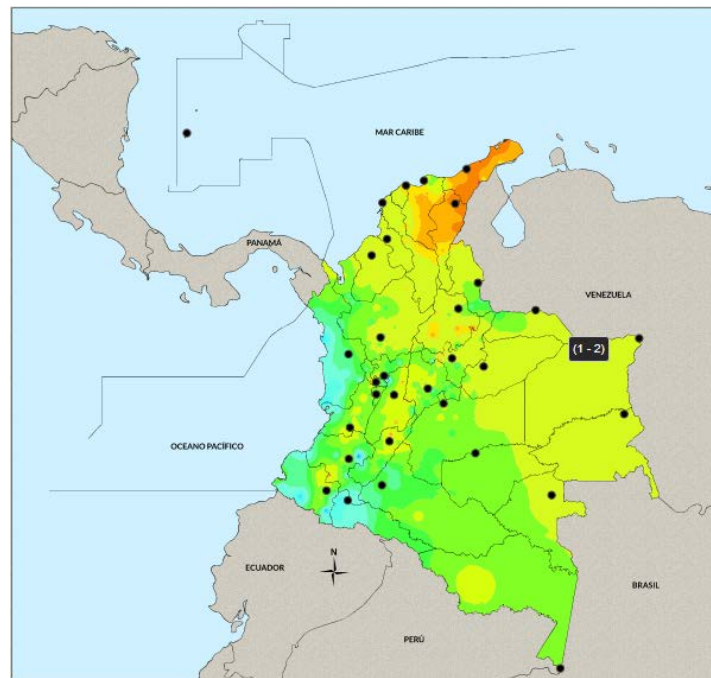 MAR CARIBE
PANAMÁ
VENEZUELA
(1 - 2)
OCEANO PACÍFICO
N
ECUADOR
BRASIL
PERÚ